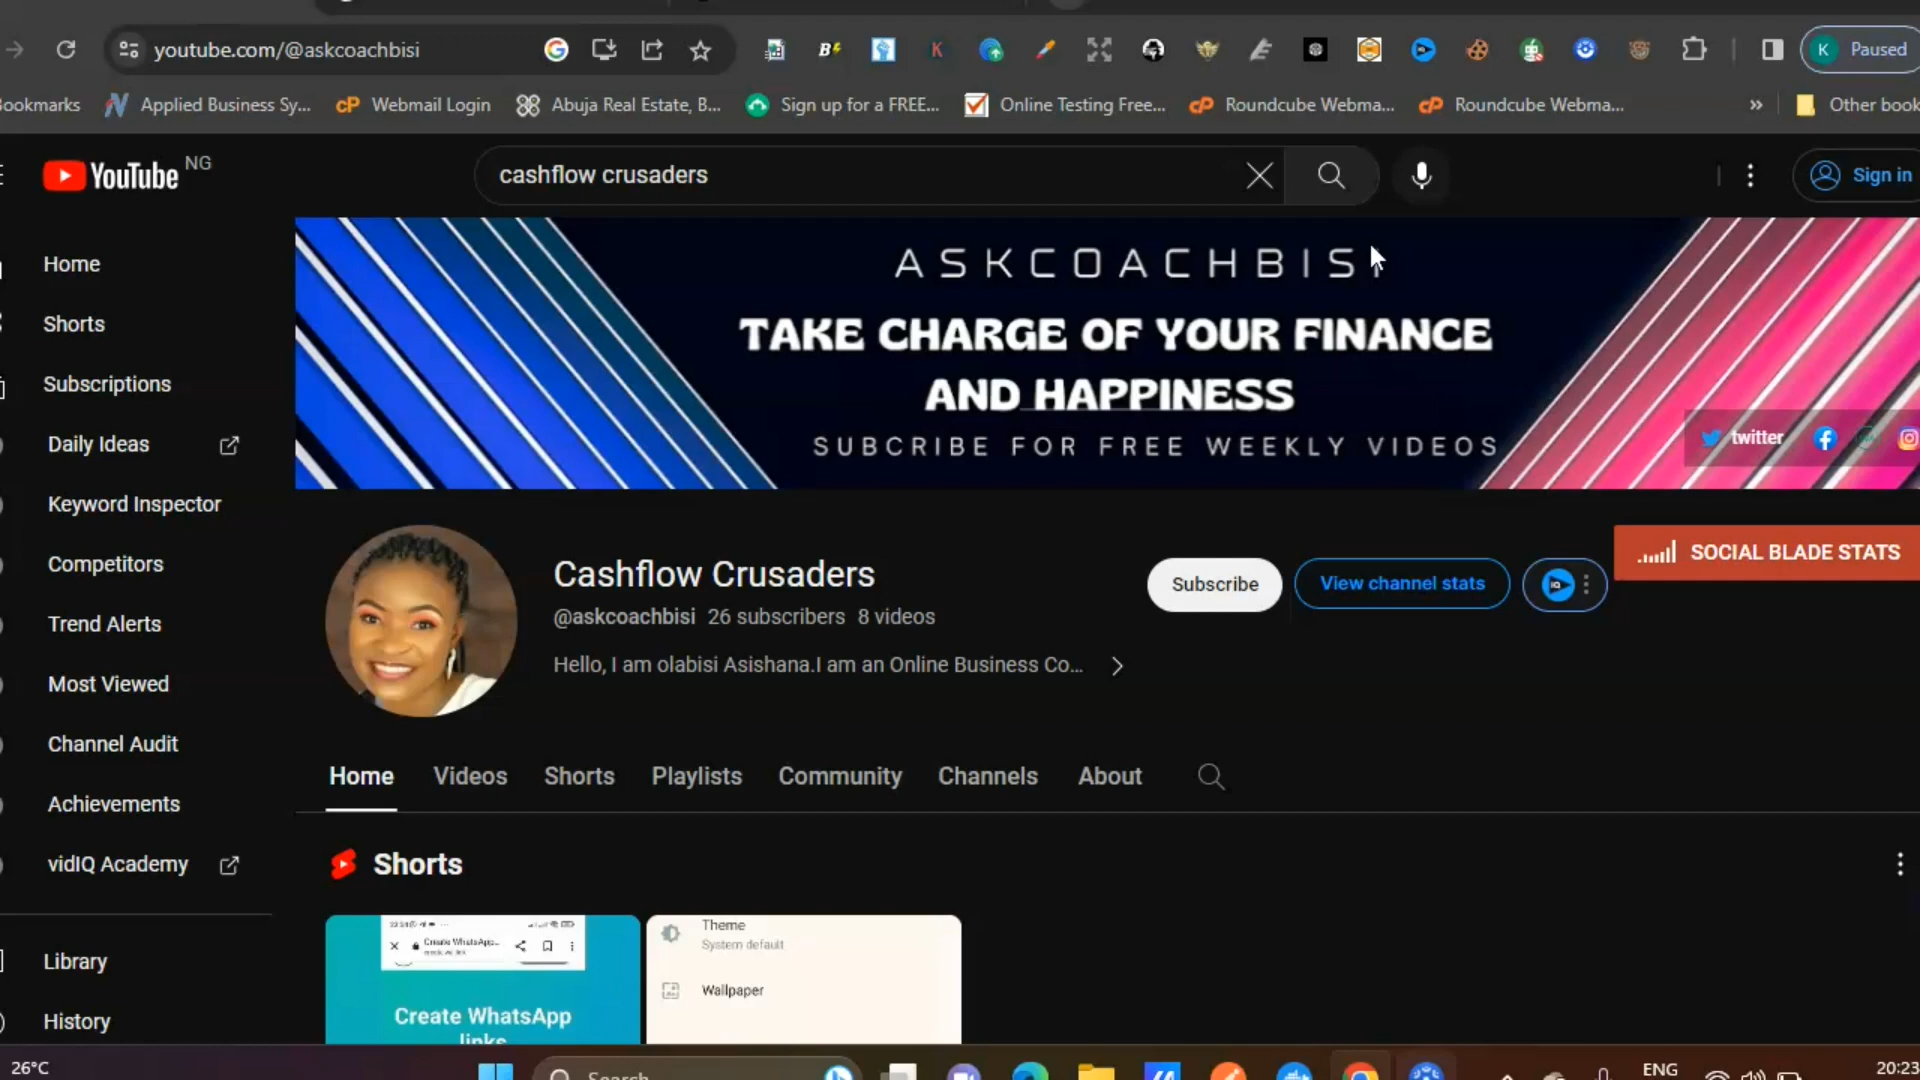 youtube.com/@askcoachbisi
Paused
K
ookmarks
Applied Business Sy...
Webmail Login
Abuja Real Estate, B...
Sign up for a FREE...
Online Testing Free...
Roundcube Webma...
Roundcube Webma...
Other book
YouTube NG
cashflow crusaders
Sign in
Home
Shorts
Subscriptions
Daily Ideas
Keyword Inspector
Competitors
Trend Alerts
Most Viewed
Channel Audit
Achievements
vidIQ Academy
Library
History
ASKCOACHBISI
TAKE CHARGE OF YOUR FINANCE
AND HAPPINESS
SUBCRIBE FOR FREE WEEKLY VIDEOS
twitter
Cashflow Crusaders
@askcoachbisi 26 subscribers 8 videos
Hello, I am olabisi Asishana.I am an Online Business Co...
Subscribe
View channel stats
SOCIAL BLADE STATS
Home
Videos
Shorts
Playlists
Community
Channels
About
Shorts
Create WhatsApp...
Create WhatsApp
links
Theme
System default
Wallpaper
26°C
Search
ENG
20:23